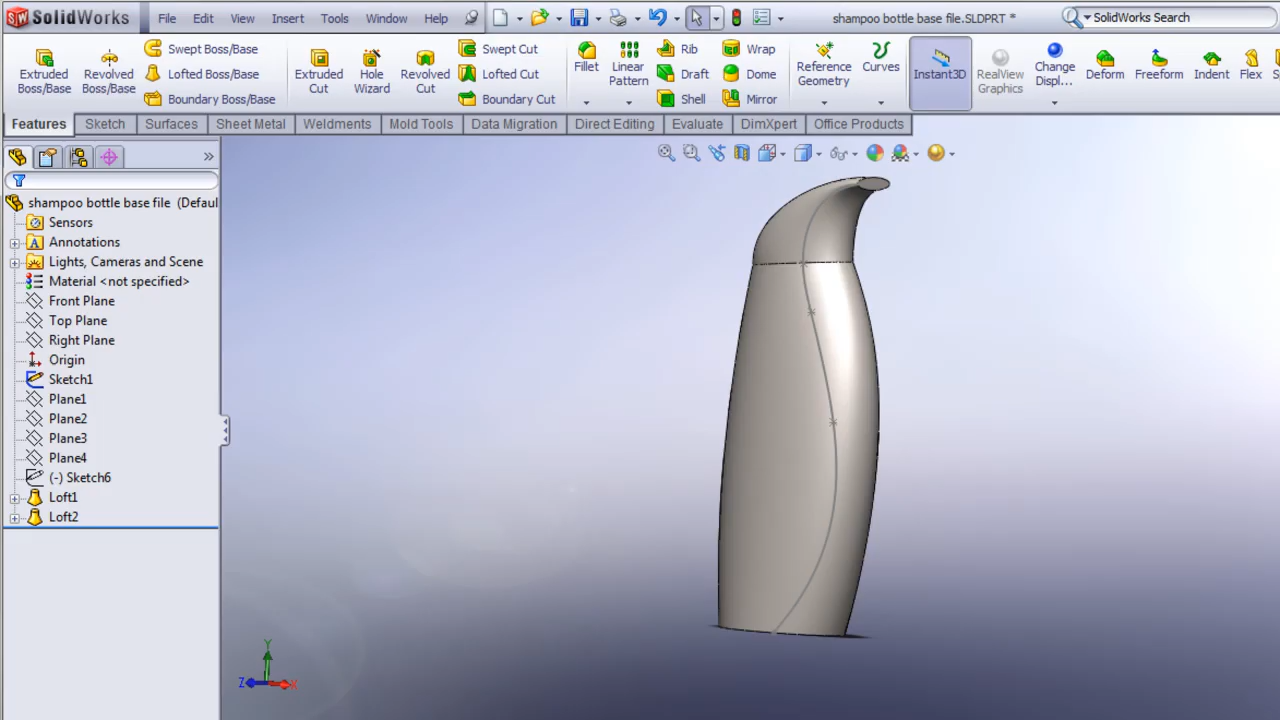 SolidWorks File Edit View Insert Tools Window Help shampoo bottle base file.SLDPRT * SolidWorks Search
Extruded Boss/Base
Revolved Boss/Base
Swept Boss/Base
Lofted Boss/Base
Boundary Boss/Base
Extruded Cut
Hole Wizard
Revolved Cut
Swept Cut
Lofted Cut
Boundary Cut
Fillet
Linear Pattern
Rib
Draft
Shell
Wrap
Dome
Mirror
Reference Geometry
Curves
Instant3D
RealView Graphics
Change Displ...
Deform
Freeform
Indent
Flex
Features Sketch Surfaces Sheet Metal Weldments Mold Tools Data Migration Direct Editing Evaluate DimXpert Office Products
shampoo bottle base file (Defaul
Sensors
Annotations
Lights, Cameras and Scene
Material <not specified>
Front Plane
Top Plane
Right Plane
Origin
Sketch1
Plane1
Plane2
Plane3
Plane4
(-) Sketch6
Loft1
Loft2
Y
Z X